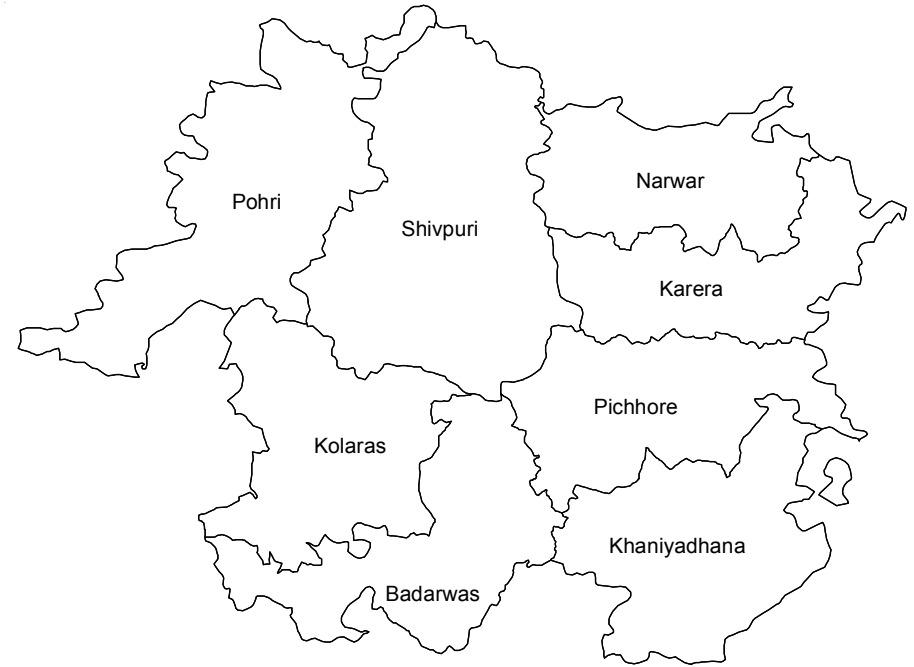 Narwar
Pohri
Shivpuri
Karera
Pichhore
Kolaras
Khaniyadhana
Badarwas